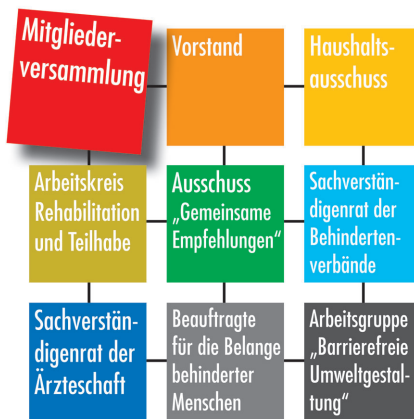 Mitglieder-
versammlung
Vorstand
Haushalts-
ausschuss
Arbeitskreis
Rehabilitation
und Teilhabe
Ausschuss
„Gemeinsame
Empfehlungen“
Sachverstän-
digenrat der
Behinderten-
verbände
Sachverstän-
digenrat der
Ärzteschaft
Beauftragte
für die Belange
behinderter
Menschen
Arbeitsgruppe
„Barrierefreie
Umweltgestal-
tung“